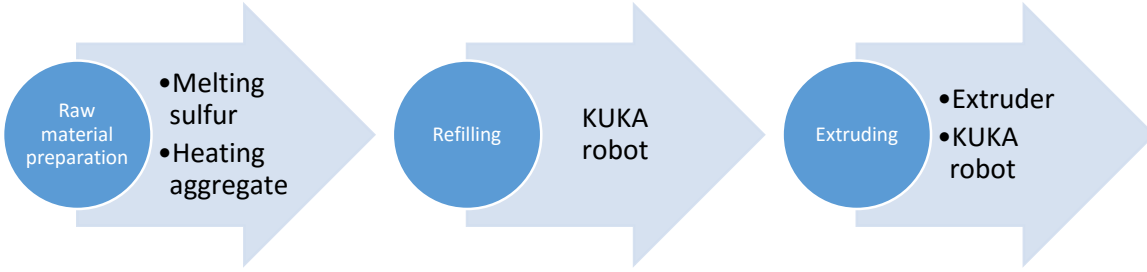 Raw
material
preparation
•Melting
sulfur
•Heating
aggregate
Refilling
KUKA
robot
Extruding
•Extruder
•KUKA
robot